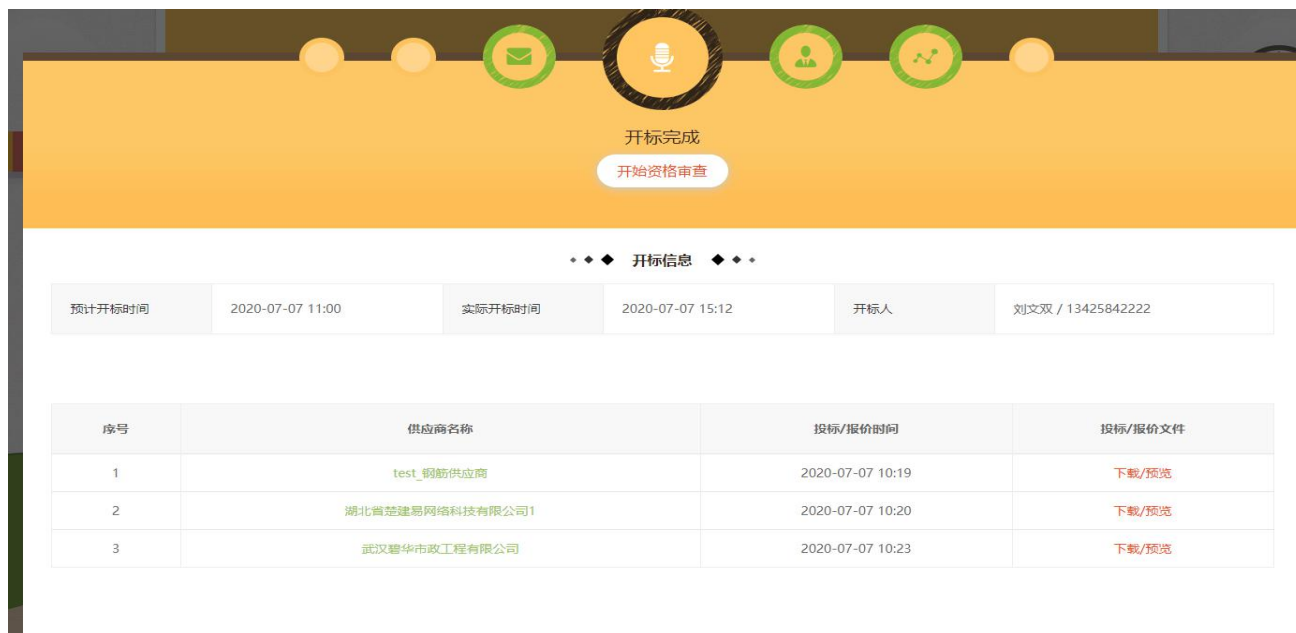 开标完成
开始资格审查
开标信息
预计开标时间 2020-07-07 11:00 实际开标时间 2020-07-07 15:12 开标人 刘文双 / 13425842222
序号 供应商名称 投标/报价时间 投标/报价文件
1 test_钢筋供应商 2020-07-07 10:19 下载/预览
2 湖北省楚建易网络科技有限公司1 2020-07-07 10:20 下载/预览
3 武汉碧华市政工程有限公司 2020-07-07 10:23 下载/预览